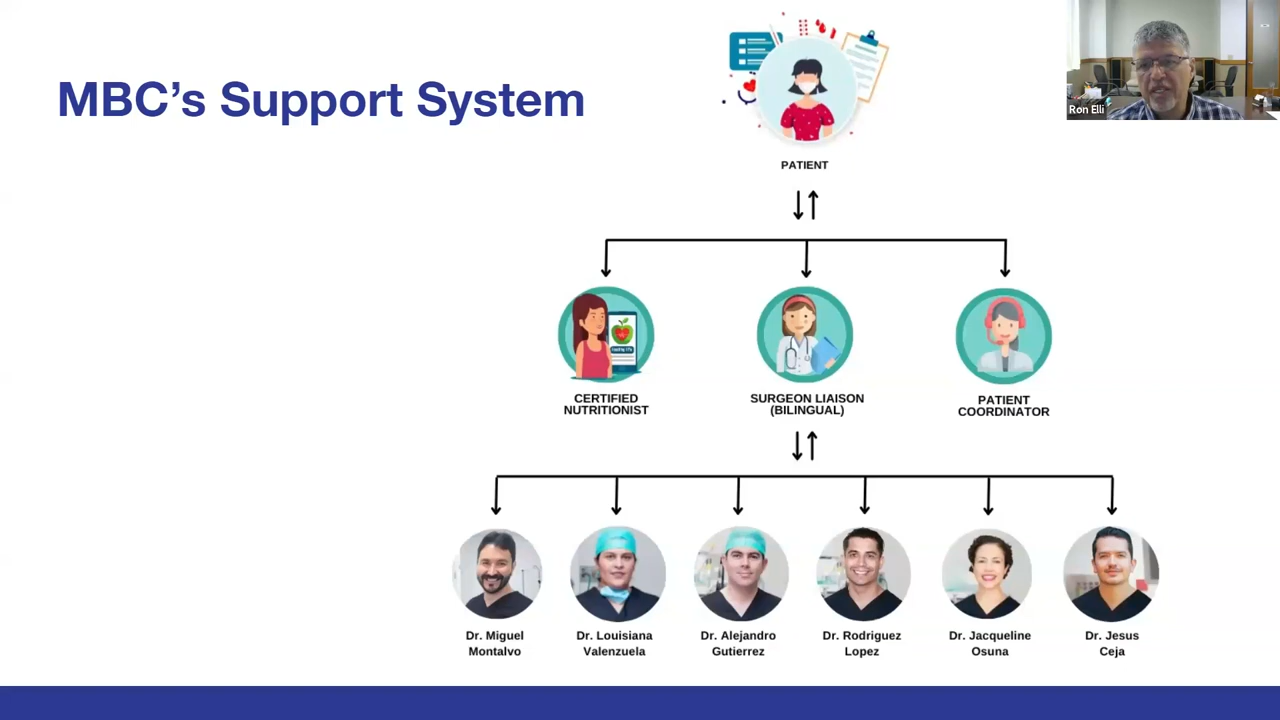 MBC's Support System
Ron Elli
PATIENT
CERTIFIED
NUTRITIONIST
SURGEON LIAISON
(BILINGUAL)
PATIENT
COORDINATOR
Dr. Miguel
Montalvo
Dr. Louisiana
Valenzuela
Dr. Alejandro
Gutierrez
Dr. Rodriguez
Lopez
Dr. Jacqueline
Osuna
Dr. Jesus
Ceja